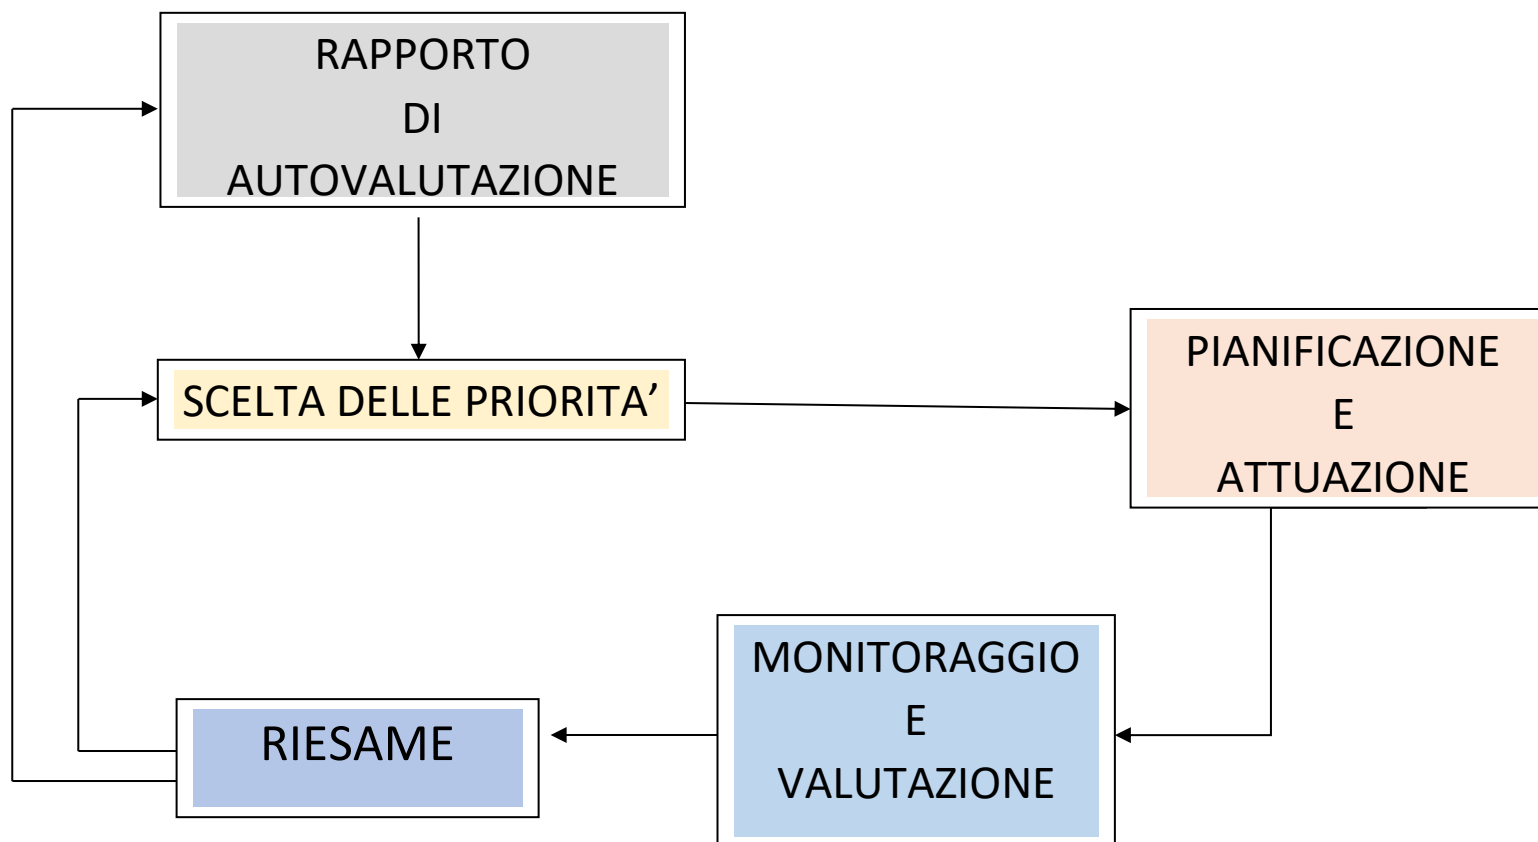 RAPPORTO
DI
AUTOVALUTAZIONE
SCELTA DELLE PRIORITA’
PIANIFICAZIONE
E
ATTUAZIONE
MONITORAGGIO
E
VALUTAZIONE
RIESAME